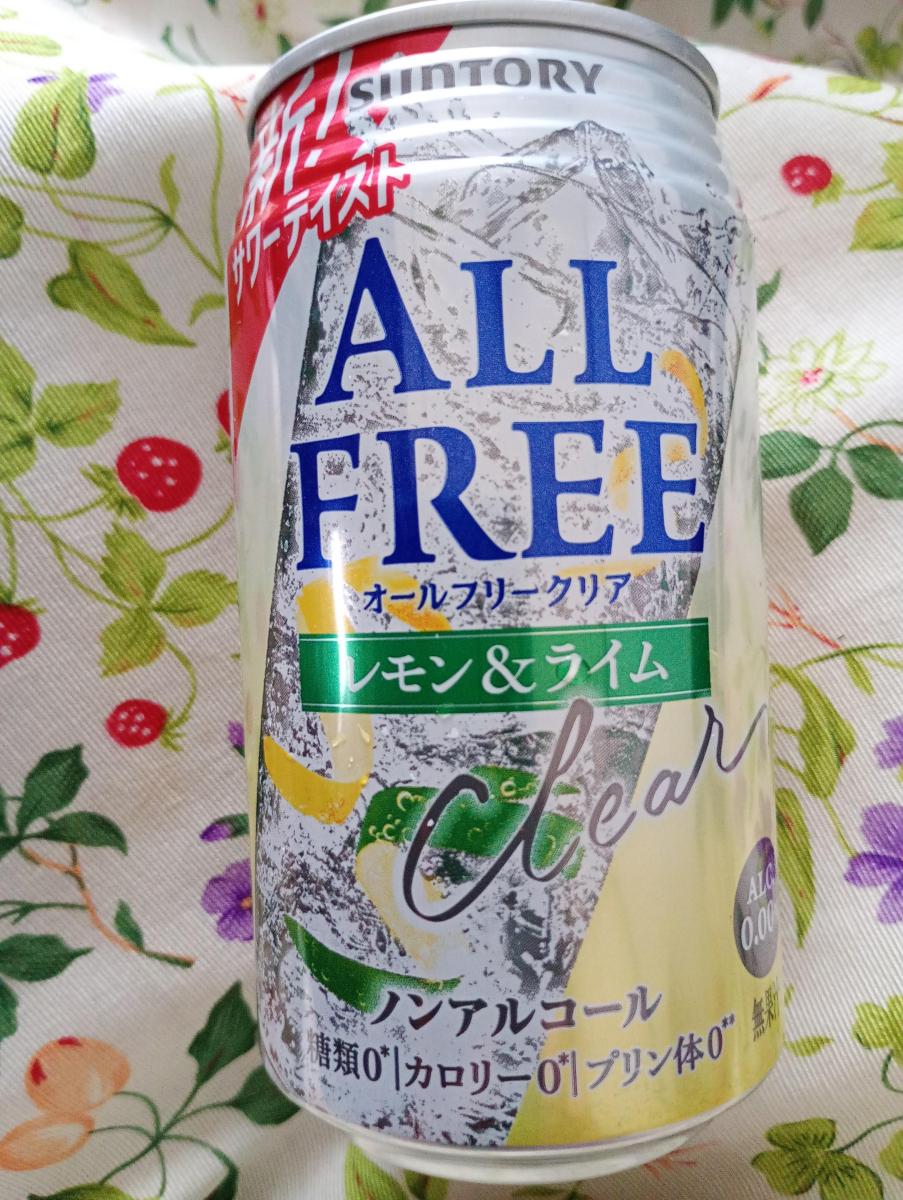 SUNTORY
新!
サワーテイスト
ALL
FREE
オールフリークリア
レモン&ライム
clear
ノンアルコール
糖類0*|カロリー0*|プリン体0**